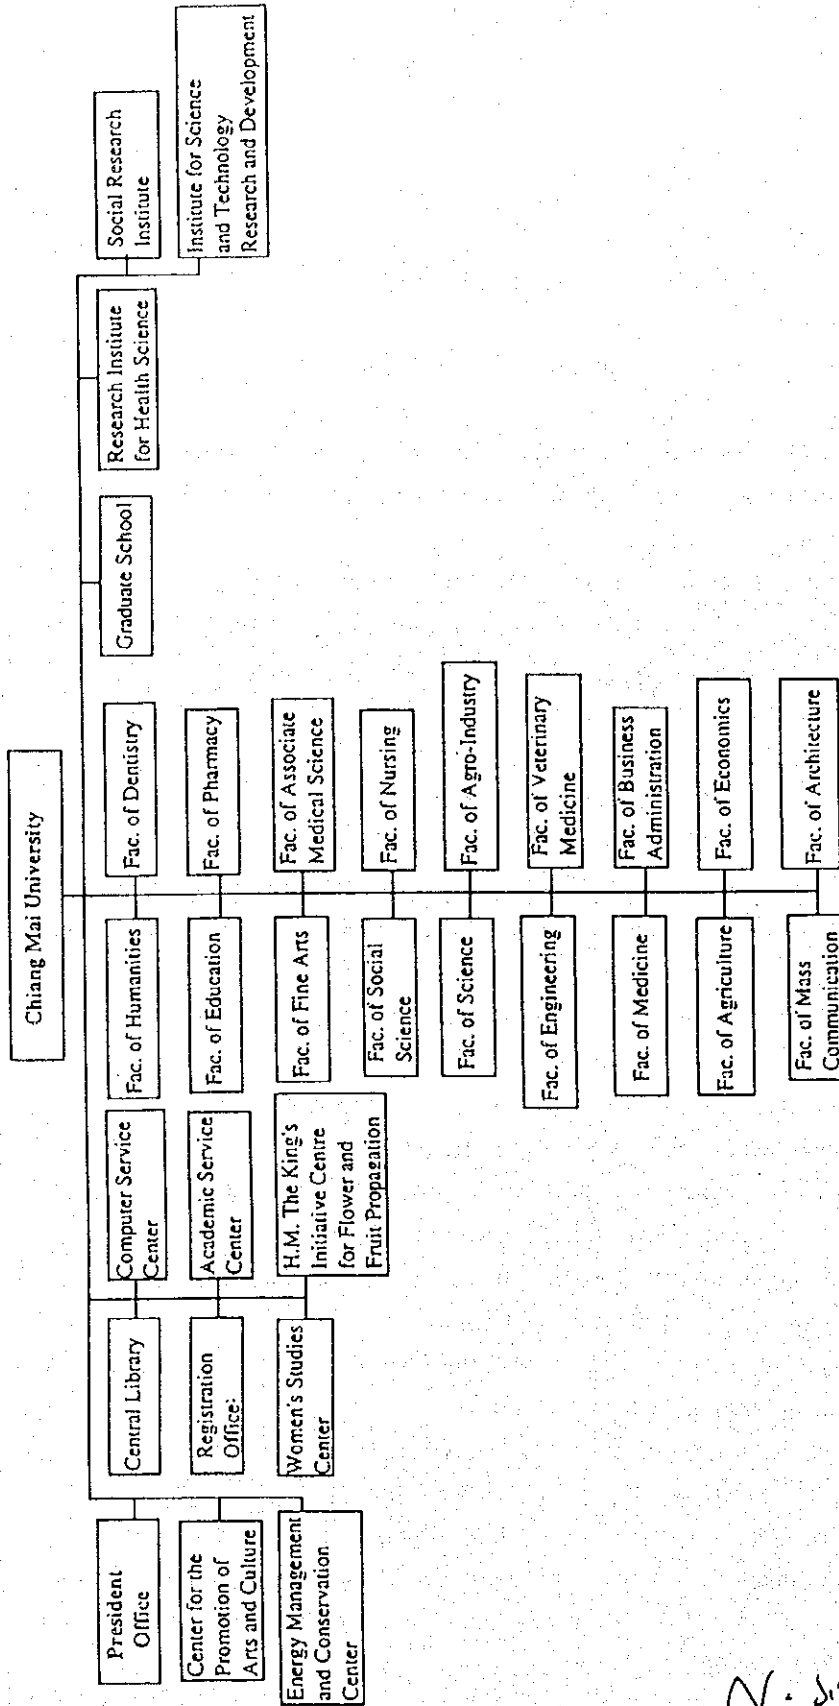 Chiang Mai University
President
Office
Center for the
Promotion of
Arts and Culture
Energy Management
and Conservation
Center
Central Library
Registration
Office:
Women's Studies
Center
Computer Service
Center
Academic Service
Center
H.M. The King's
Initiative Centre
for Flower and
Fruit Propagation
Fac. of Humanities
Fac. of Education
Fac. of Fine Arts
Fac. of Social
Science
Fac. of Science
Fac. of Engineering
Fac. of Medicine
Fac. of Agriculture
Fac. of Mass
Communication
Fac. of Dentistry
Fac. of Pharmacy
Fac. of Associate
Medical Science
Fac. of Nursing
Fac. of Agro-Industry
Fac. of Veterinary
Medicine
Fac. of Business
Administration
Fac. of Economics
Fac. of Architecture
Graduate School
Research Institute
for Health Science
Social Research
Institute
Institute for Science
and Technology
Research and Development